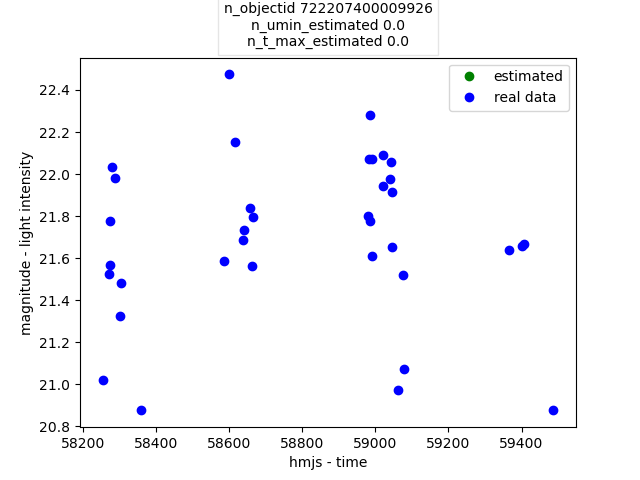 n_objectid 722207400009926
n_umin_estimated 0.0
n_t_max_estimated 0.0
estimated
real data
magnitude - light intensity
22.4
22.2
22.0
21.8
21.6
21.4
21.2
21.0
20.8
58200 58400 58600 58800 59000 59200 59400
hmjs - time